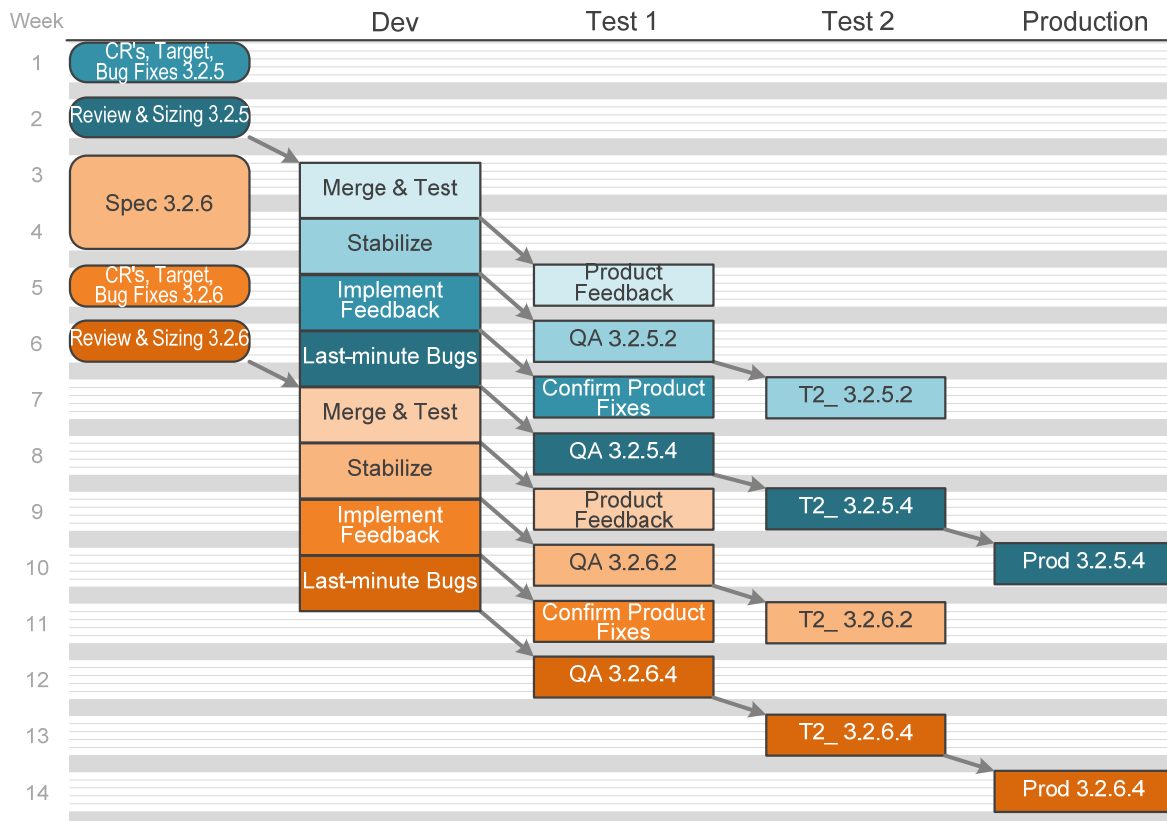 Week
Dev
Test 1
Test 2
Production
1
CR's, Target,
Bug Fixes 3.2.5
2
Review & Sizing 3.2.5
3
Spec 3.2.6
Merge & Test
4
Stabilize
5
CR's, Target,
Bug Fixes 3.2.6
Implement
Feedback
Product
Feedback
6
Review & Sizing 3.2.6
Last-minute Bugs
QA 3.2.5.2
7
Merge & Test
Confirm Product
Fixes
T2_ 3.2.5.2
8
Stabilize
QA 3.2.5.4
9
Implement
Feedback
Product
Feedback
T2_ 3.2.5.4
10
Last-minute Bugs
QA 3.2.6.2
Prod 3.2.5.4
11
Confirm Product
Fixes
T2_ 3.2.6.2
12
QA 3.2.6.4
13
T2_ 3.2.6.4
14
Prod 3.2.6.4